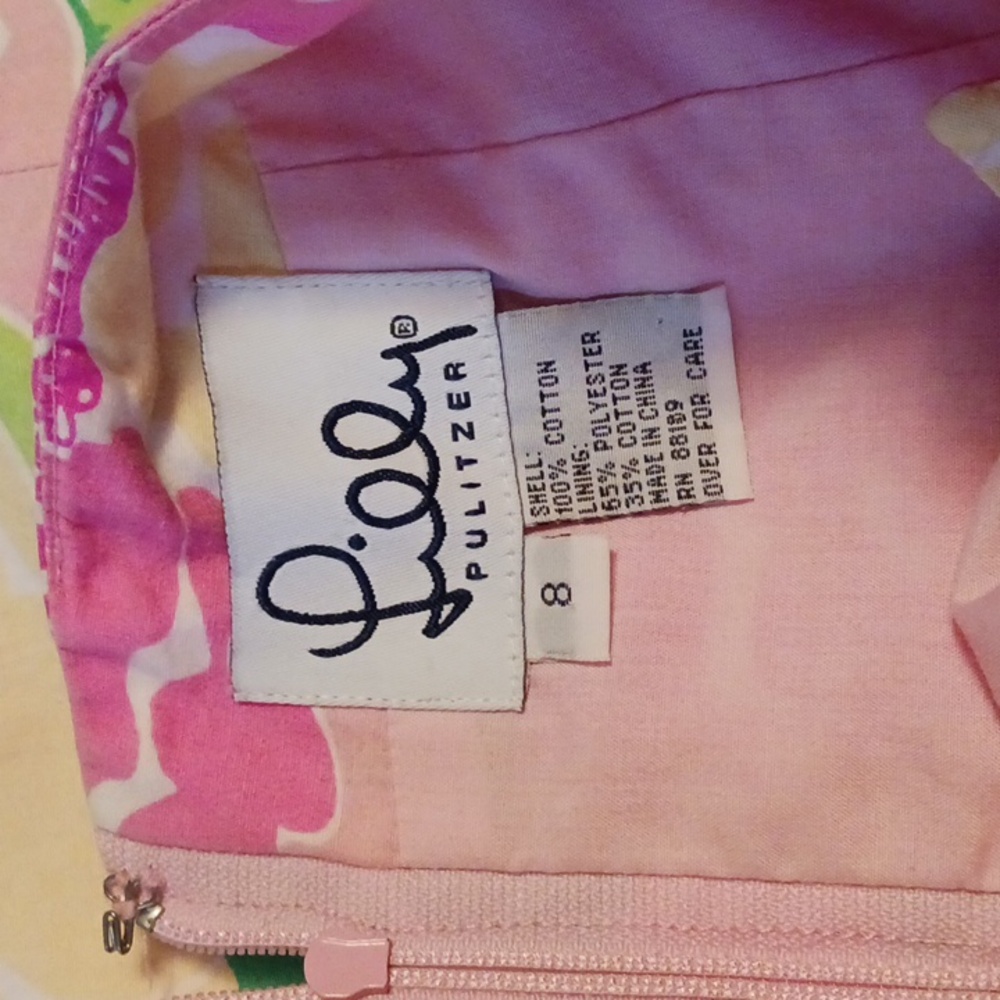 Lilly®
PULITZER
SHELL:
100% COTTON
LINING:
65% POLYESTER
35% COTTON
MADE IN CHINA
RN 88189
OVER FOR CARE
8